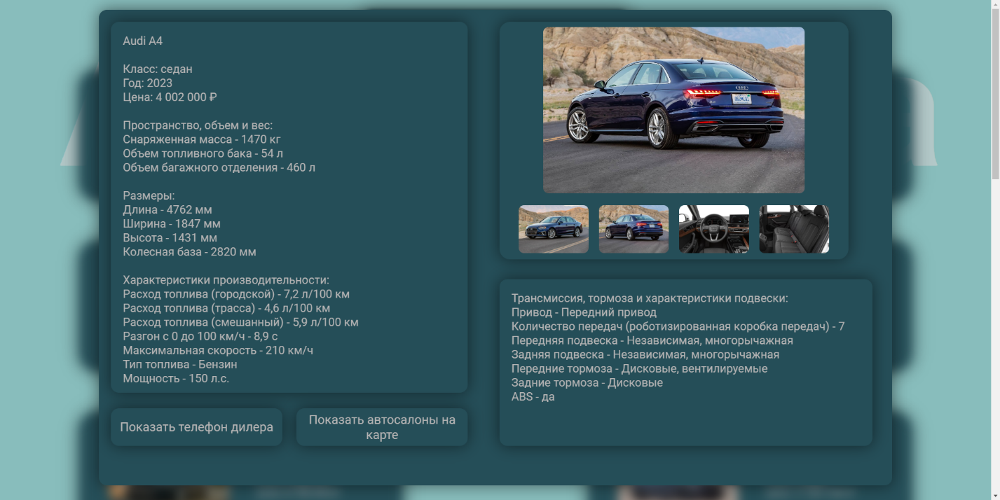 Audi A4
Класс: седан
Год: 2023
Цена: 4 002 000 ₽
Пространство, объем и вес:
Снаряженная масса - 1470 кг
Объем топливного бака - 54 л
Объем багажного отделения - 460 л
Размеры:
Длина - 4762 мм
Ширина - 1847 мм
Высота - 1431 мм
Колесная база - 2820 мм
Характеристики производительности:
Расход топлива (городской) - 7,2 л/100 км
Расход топлива (трасса) - 4,6 л/100 км
Расход топлива (смешанный) - 5,9 л/100 км
Разгон с 0 до 100 км/ч - 8,9 с
Максимальная скорость - 210 км/ч
Тип топлива - Бензин
Мощность - 150 л.с.
Показать телефон дилера
Показать автосалоны на
карте
Трансмиссия, тормоза и характеристики подвески:
Привод - Передний привод
Количество передач (роботизированная коробка передач) - 7
Передняя подвеска - Независимая, многорычажная
Задняя подвеска - Независимая, многорычажная
Передние тормоза - Дисковые, вентилируемые
Задние тормоза - Дисковые
ABS - да